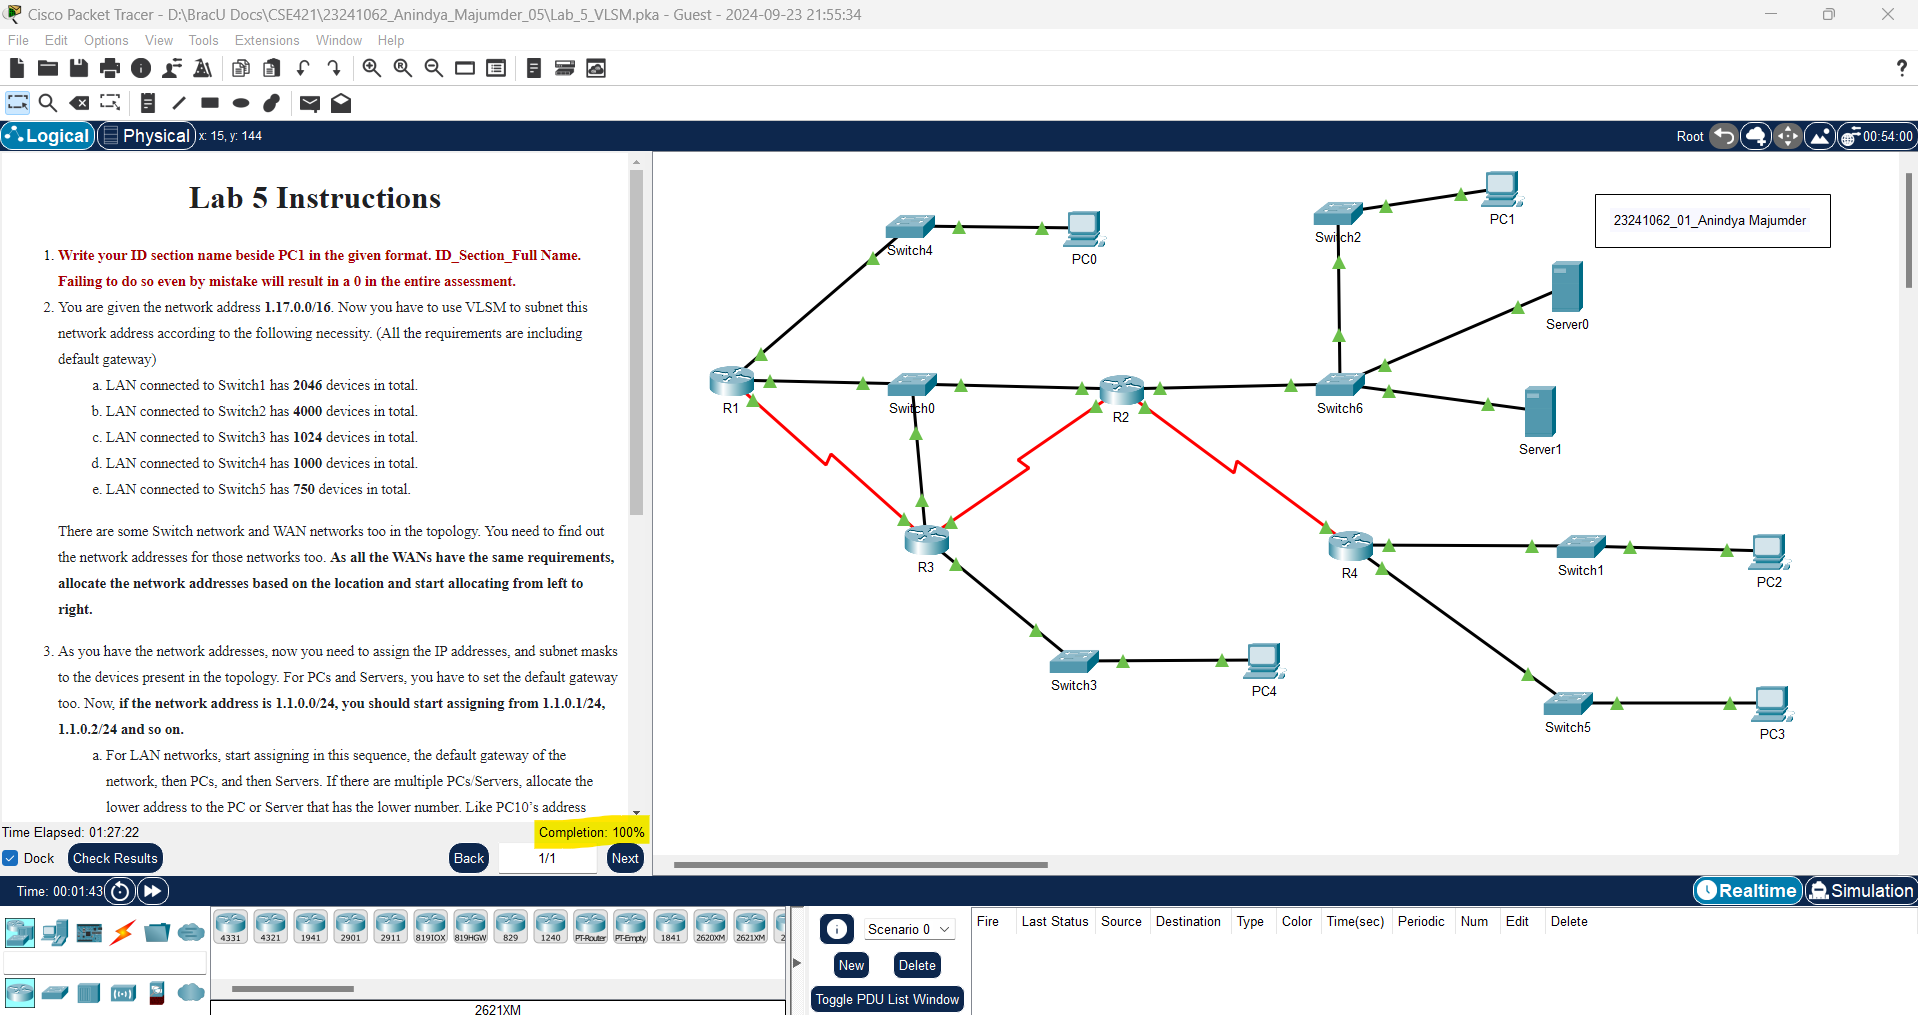 Cisco Packet Tracer - D:\BracU Docs\CSE421\23241062_Anindya_Majumder_05\Lab_5_VLSM.pka - Guest - 2024-09-23 21:55:34
File Edit Options View Tools Extensions Window Help
?
Logical Physical x: 15, y: 144 Root 00:54:00
Lab 5 Instructions
1. Write your ID section name beside PC1 in the given format. ID_Section_Full Name.
Failing to do so even by mistake will result in a 0 in the entire assessment.
2. You are given the network address 1.17.0.0/16. Now you have to use VLSM to subnet this
network address according to the following necessity. (All the requirements are including
default gateway)
a. LAN connected to Switch1 has 2046 devices in total.
b. LAN connected to Switch2 has 4000 devices in total.
c. LAN connected to Switch3 has 1024 devices in total.
d. LAN connected to Switch4 has 1000 devices in total.
e. LAN connected to Switch5 has 750 devices in total.
There are some Switch network and WAN networks too in the topology. You need to find out
the network addresses for those networks too. As all the WANs have the same requirements,
allocate the network addresses based on the location and start allocating from left to
right.
3. As you have the network addresses, now you need to assign the IP addresses, and subnet masks
to the devices present in the topology. For PCs and Servers, you have to set the default gateway
too. Now, if the network address is 1.1.0.0/24, you should start assigning from 1.1.0.1/24,
1.1.0.2/24 and so on.
a. For LAN networks, start assigning in this sequence, the default gateway of the
network, then PCs, and then Servers. If there are multiple PCs/Servers, allocate the
lower address to the PC or Server that has the lower number. Like PC10's address
Time Elapsed: 01:27:22 Completion: 100%
Dock Check Results Back 1/1 Next
PC1
23241062_01_Anindya Majumder
Switch2
Switch4
PC0
Server0
R1
Switch0
R2
Switch6
Server1
R3
R4
Switch1
PC2
Switch3
PC4
Switch5
PC3
Time: 00:01:43 Realtime Simulation
4331 4321 1941 2901 2911 819IOX 819HGW 829 1240 PT-Router PT-Empty 1841 2620XM 2621XM 2
2621XM
Scenario 0
New Delete
Toggle PDU List Window
Fire Last Status Source Destination Type Color Time(sec) Periodic Num Edit Delete